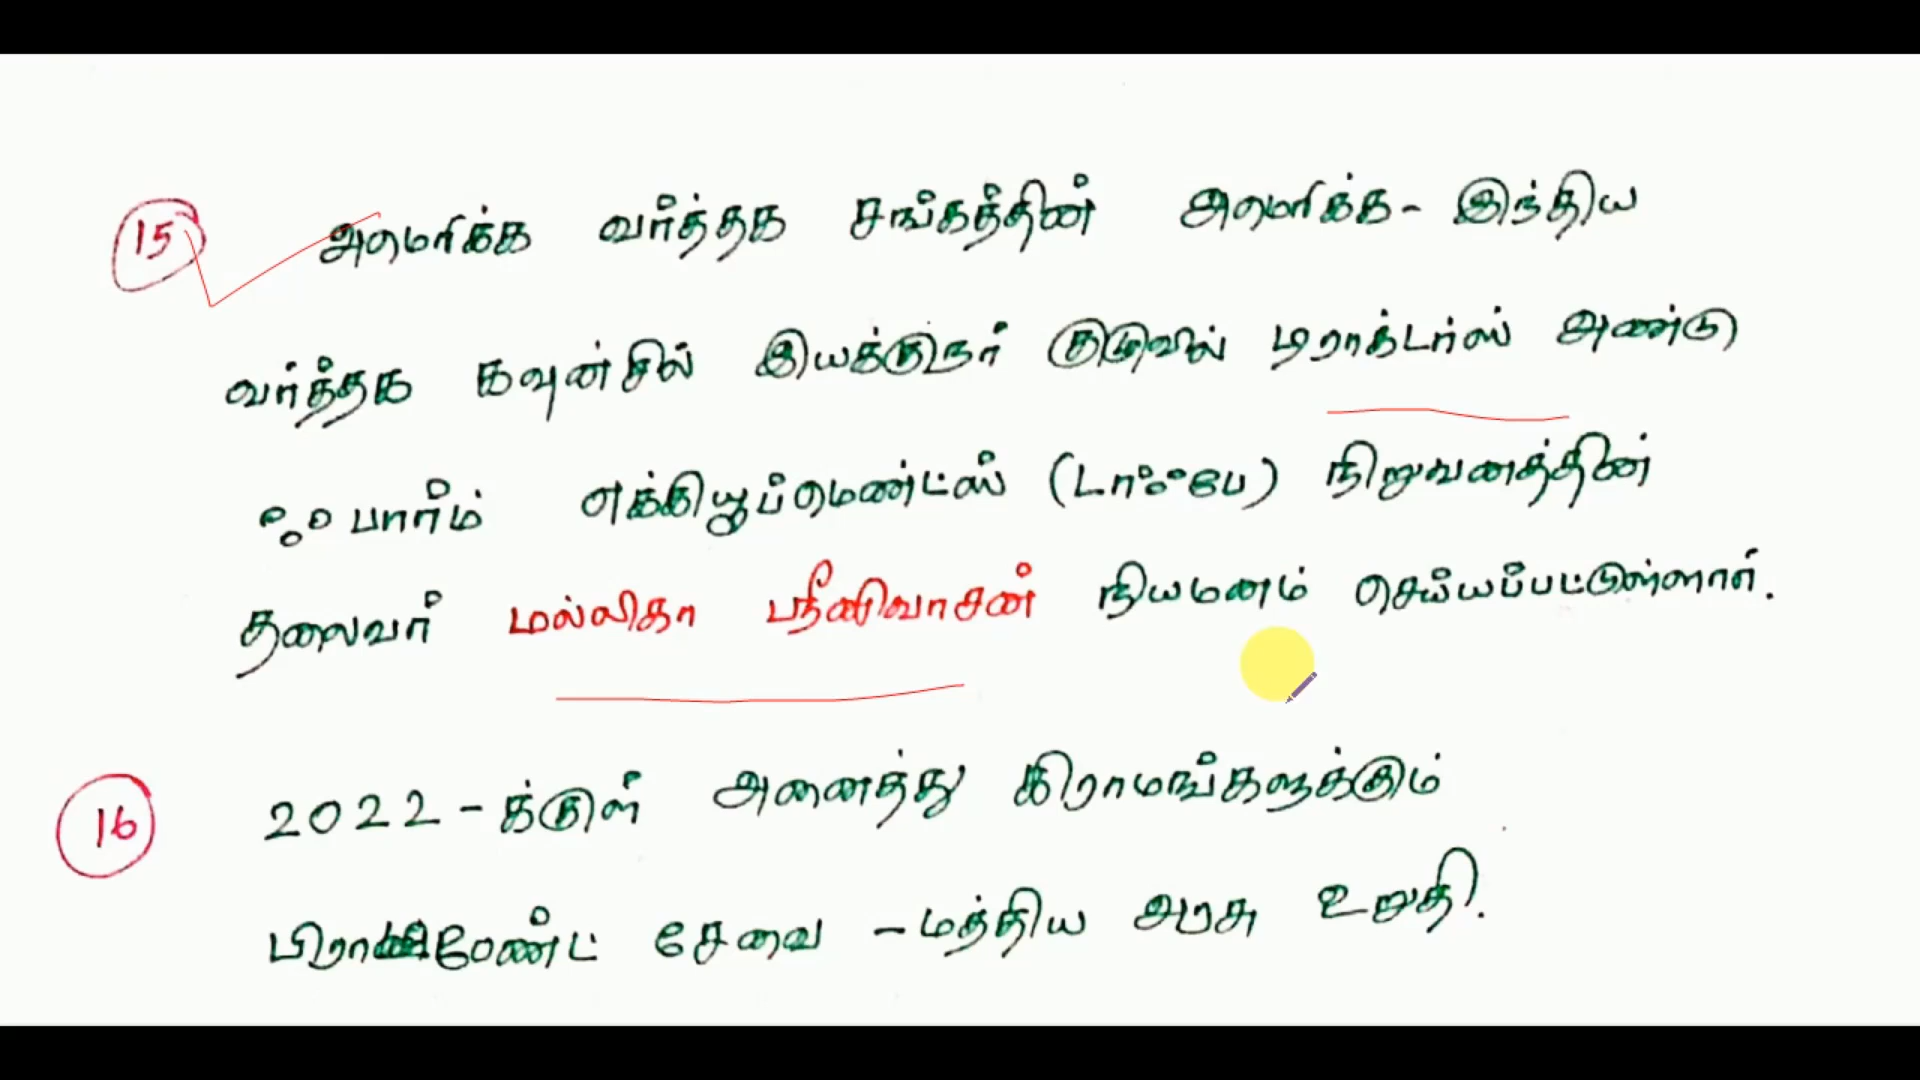 15 அமெரிக்க வர்த்தக சங்கத்தின் அமெரிக்க - இந்திய
வர்த்தக கவுன்சில் இயக்குநர் குழுவில் டிராக்டர்ஸ் அண்டு
ஃபார்ம் எக்கியூப்மெண்ட்ஸ் (டாஃபே) நிறுவனத்தின்
தலைவர் மல்லிகா ஸ்ரீனிவாசன் நியமனம் செய்யப்பட்டுள்ளார்.
16 2022 - க்குள் அனைத்து கிராமங்களுக்கும்
சேவை - மத்திய அரசு உறுதி.